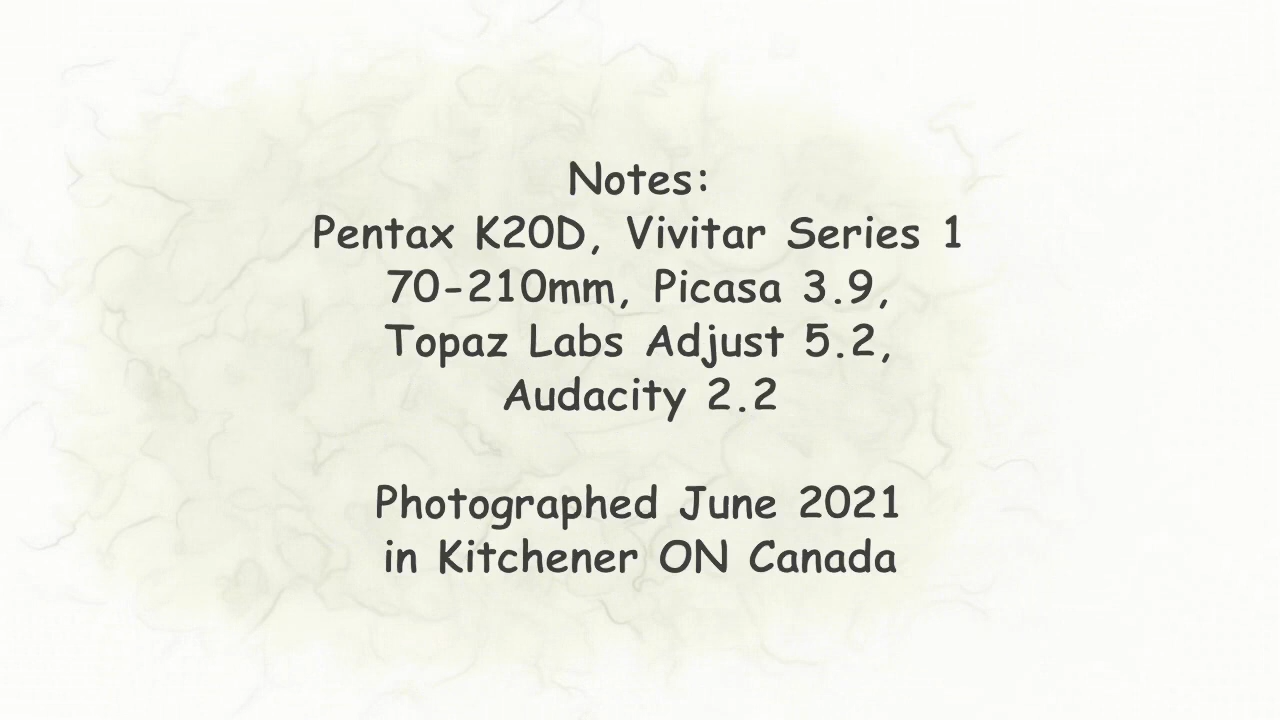 Notes:
Pentax K20D, Vivitar Series 1
70-210mm, Picasa 3.9,
Topaz Labs Adjust 5.2,
Audacity 2.2
Photographed June 2021
in Kitchener ON Canada